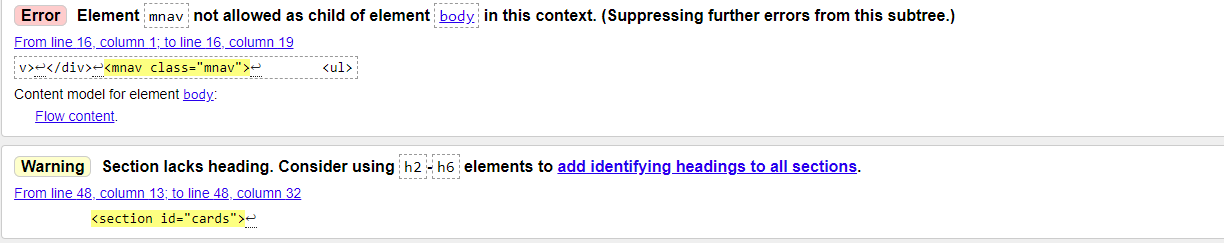 Error Element mnav not allowed as child of element body in this context. (Suppressing further errors from this subtree.)
From line 16, column 1; to line 16, column 19
v>↩</div>↩<mnav class="mnav">↩        <ul>
Content model for element body:
Flow content.
Warning Section lacks heading. Consider using h2-h6 elements to add identifying headings to all sections.
From line 48, column 13; to line 48, column 32
<section id="cards">↩